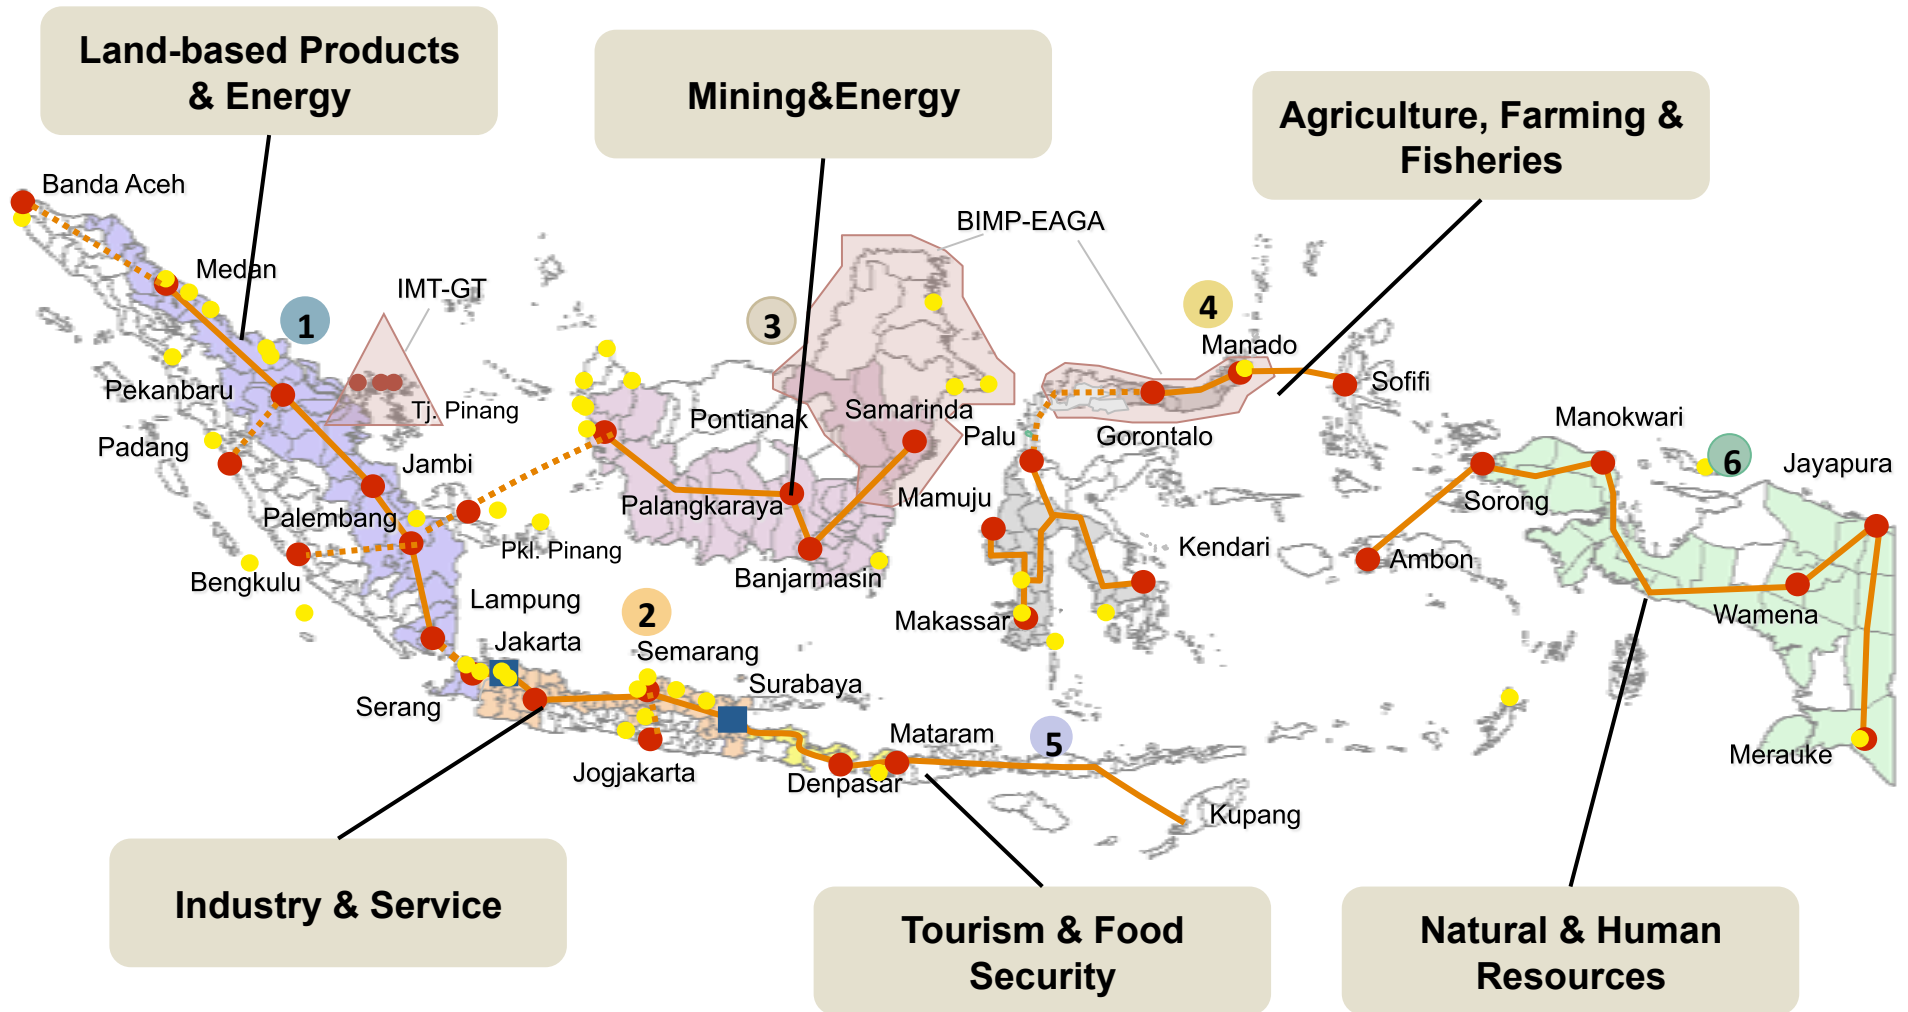 Land-based Products
& Energy
Mining&Energy
Agriculture, Farming &
Fisheries
Banda Aceh
Medan
IMT-GT
BIMP-EAGA
1
3
4
Manado
Pekanbaru
Tj. Pinang
Pontianak
Samarinda
Palu
Gorontalo
Sofifi
Manokwari
Padang
Jambi
6
Jayapura
Palembang
Palangkaraya
Mamuju
Sorong
Pkl. Pinang
Kendari
Ambon
Bengkulu
Banjarmasin
Lampung
2
Makassar
Wamena
Jakarta
Semarang
Serang
Surabaya
Mataram
5
Jogjakarta
Denpasar
Merauke
Kupang
Industry & Service
Tourism & Food
Security
Natural & Human
Resources